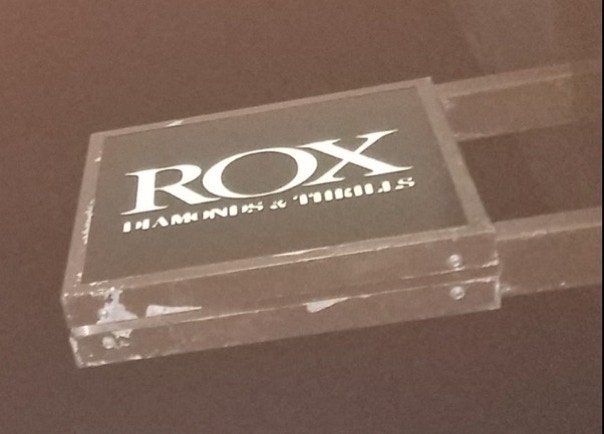 ROX
DIAMONDS & THRILLS